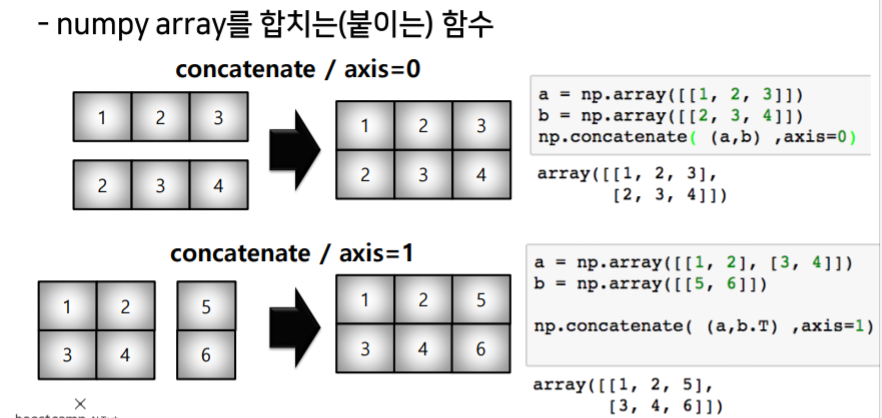 - numpy array를 합치는(붙이는) 함수
concatenate / axis=0
1 2 3
2 3 4
1 2 3
2 3 4
a = np.array([[1, 2, 3]])
b = np.array([[2, 3, 4]])
np.concatenate( (a,b) ,axis=0)
array([[1, 2, 3],
[2, 3, 4]])
concatenate / axis=1
1 2
3 4
5
6
1 2 5
3 4 6
a = np.array([[1, 2], [3, 4]])
b = np.array([[5, 6]])
np.concatenate( (a,b.T) ,axis=1)
array([[1, 2, 5],
[3, 4, 6]])